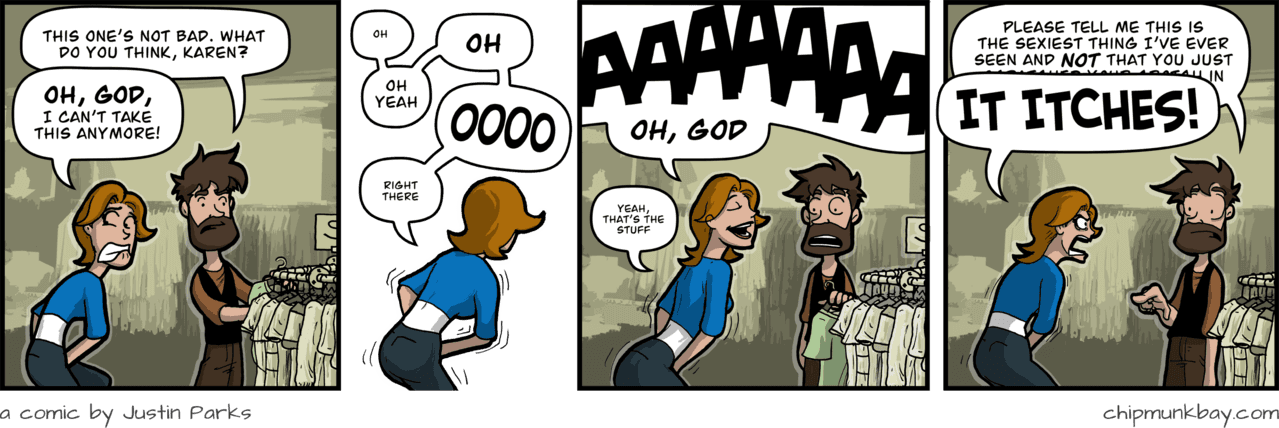 THIS ONE'S NOT BAD. WHAT
DO YOU THINK, KAREN?
OH, GOD,
I CAN'T TAKE
THIS ANYMORE!
OH
OH
YEAH
OH
OOOO
RIGHT
THERE
AAAAAAA
OH, GOD
YEAH,
THAT'S THE
STUFF
PLEASE TELL ME THIS IS
THE SEXIEST THING I'VE EVER
SEEN AND NOT THAT YOU JUST
IN
IT ITCHES!
S
a comic by Justin Parks
chipmunkbay.com